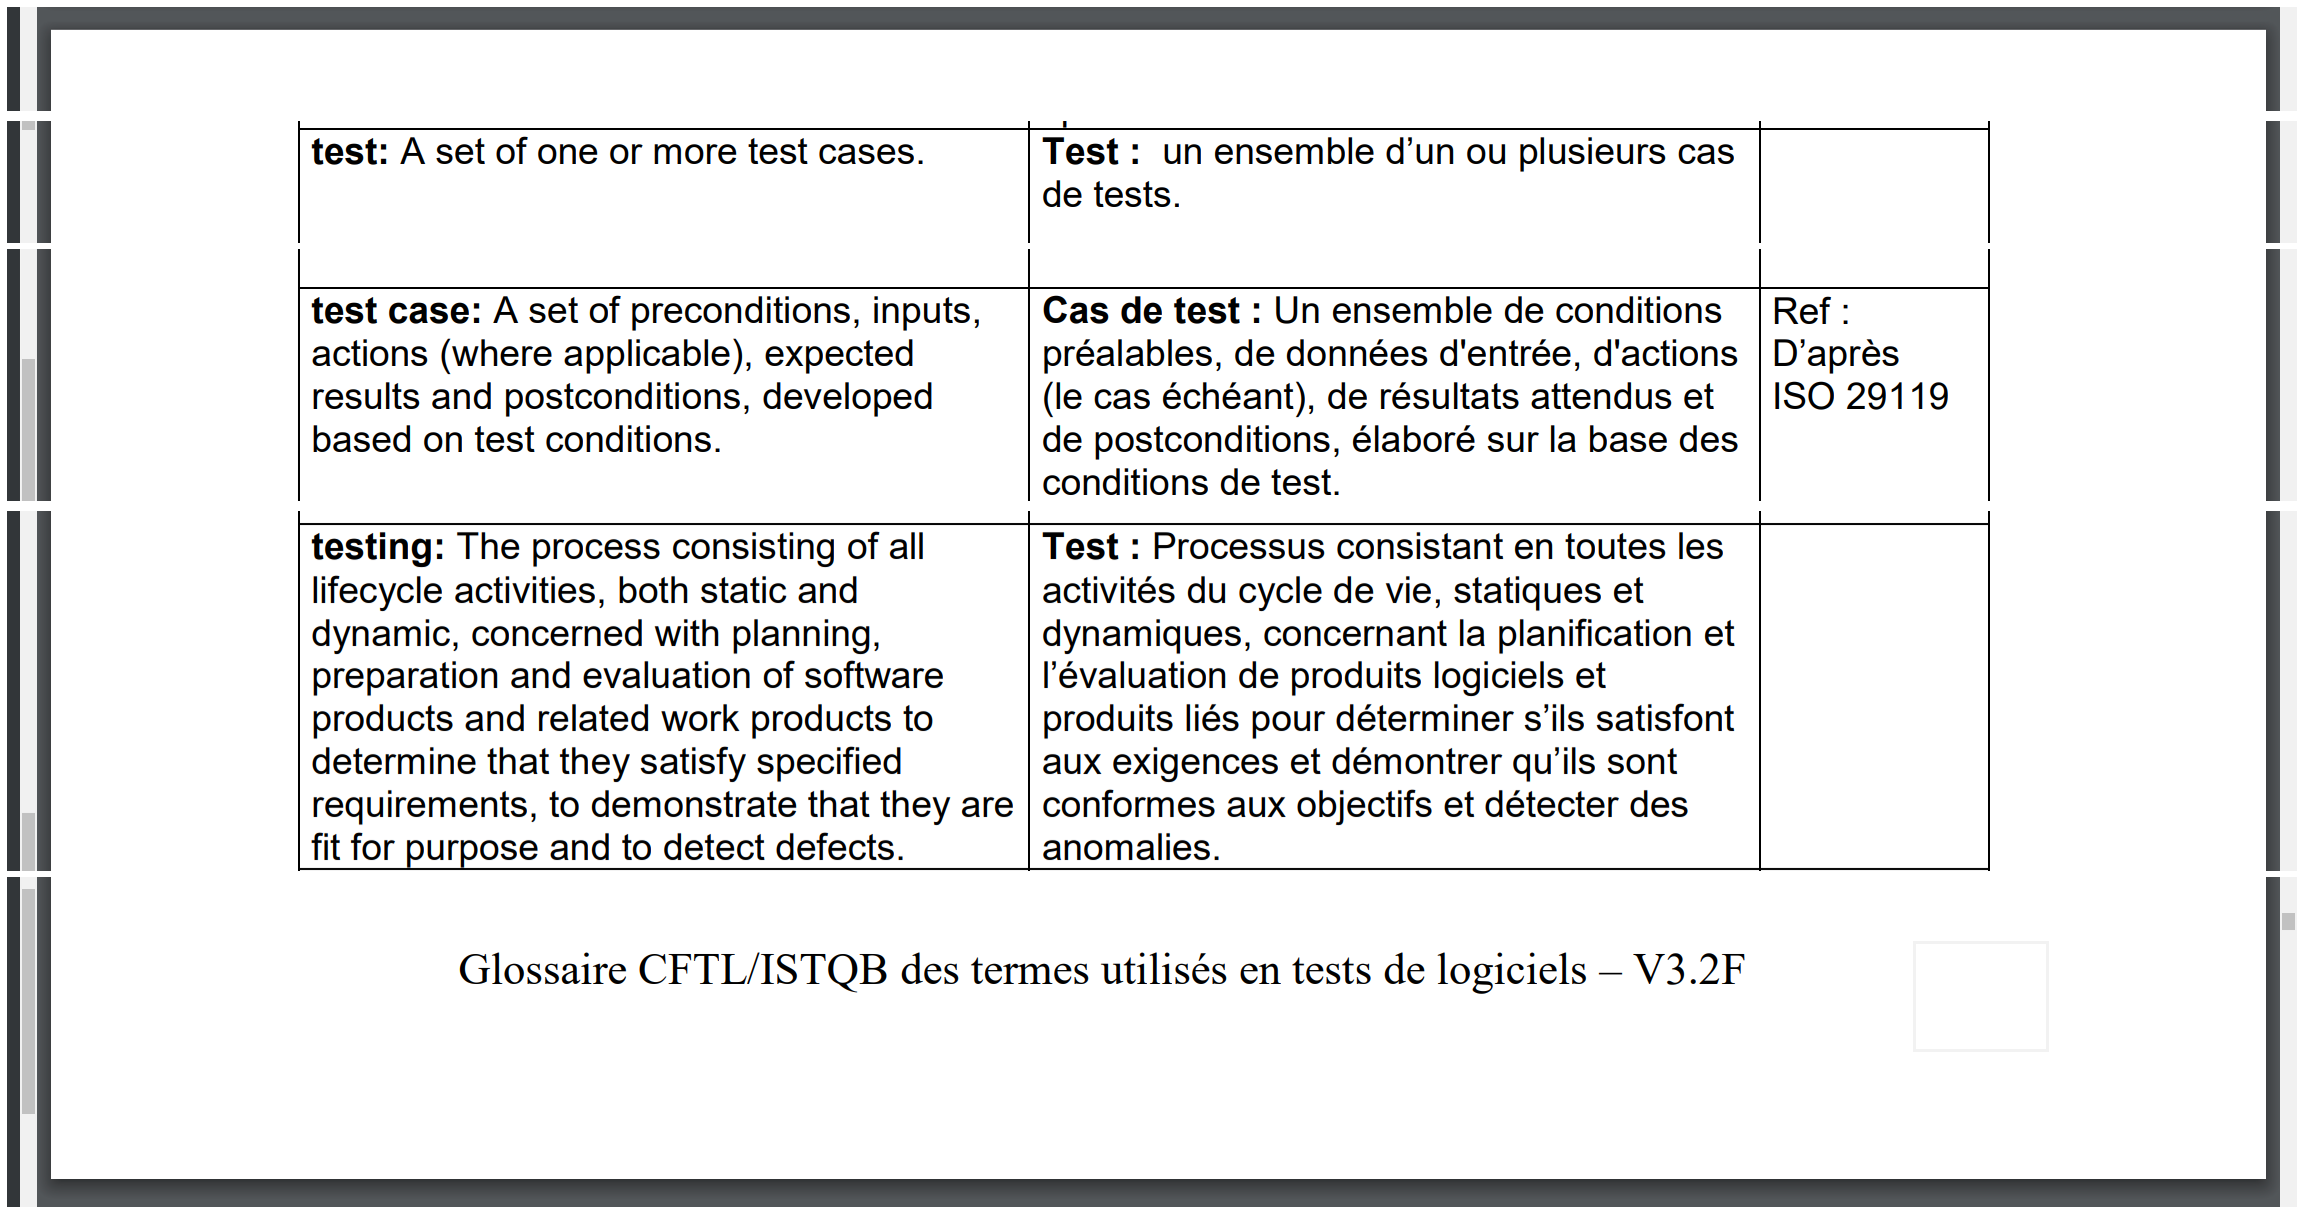 test: A set of one or more test cases.
Test :  un ensemble d’un ou plusieurs cas
de tests.
test case: A set of preconditions, inputs,
actions (where applicable), expected
results and postconditions, developed
based on test conditions.
Cas de test : Un ensemble de conditions
préalables, de données d'entrée, d'actions
(le cas échéant), de résultats attendus et
de postconditions, élaboré sur la base des
conditions de test.
Ref :
D’après
ISO 29119
testing: The process consisting of all
lifecycle activities, both static and
dynamic, concerned with planning,
preparation and evaluation of software
products and related work products to
determine that they satisfy specified
requirements, to demonstrate that they are
fit for purpose and to detect defects.
Test : Processus consistant en toutes les
activités du cycle de vie, statiques et
dynamiques, concernant la planification et
l’évaluation de produits logiciels et
produits liés pour déterminer s’ils satisfont
aux exigences et démontrer qu’ils sont
conformes aux objectifs et détecter des
anomalies.
Glossaire CFTL/ISTQB des termes utilisés en tests de logiciels – V3.2F